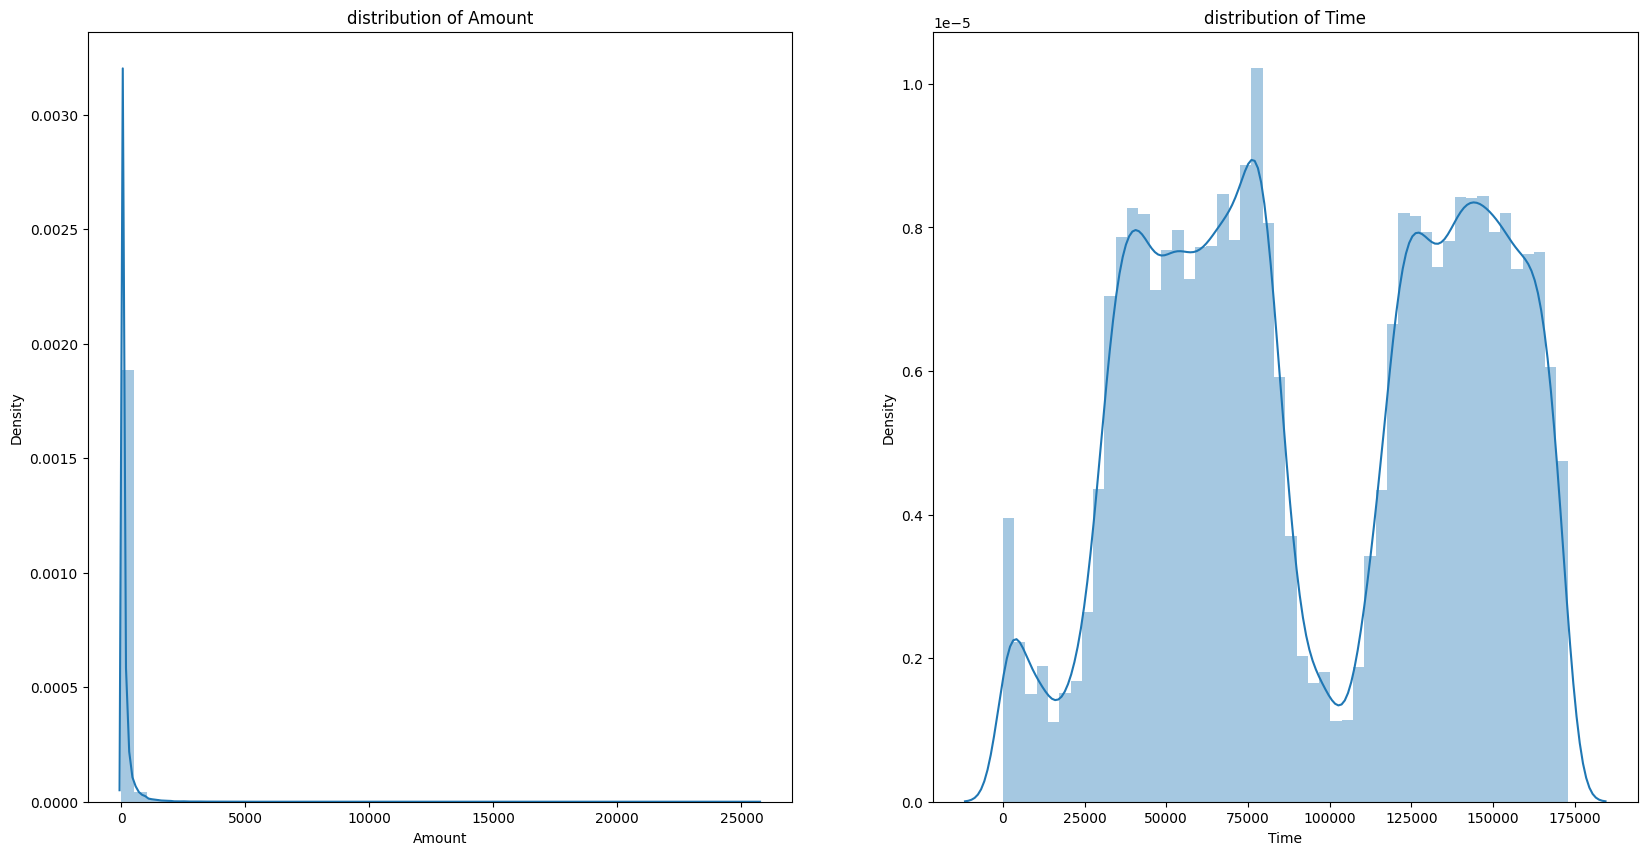 distribution of Amount
0.0030
0.0025
0.0020
0.0015
0.0010
0.0005
0.0000
Density
0 5000 10000 15000 20000 25000
Amount
distribution of Time
1e−5
1.0
0.8
0.6
0.4
0.2
0.0
Density
0 25000 50000 75000 100000 125000 150000 175000
Time